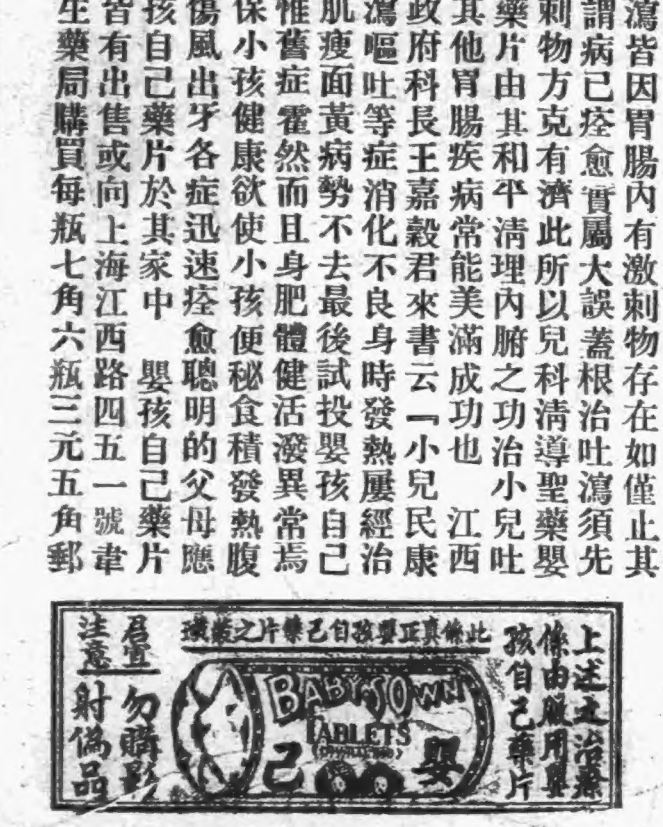 瀉皆因胃腸內有激刺物存在如僅止其
謂病已痊愈實屬大誤蓋根治吐瀉須先
刺物方克有濟此所以兒科淸導聖藥嬰
藥片由其和平淸理內腑之功治小兒吐
其他胃腸疾病常能美滿成功也　江西
政府科長王嘉穀君來書云『小兒民康
瀉嘔吐等症消化不良身時發熱屢經治
肌瘦面黃病勢不去最後試投嬰孩自己
惟舊症霍然而且身肥體健活潑異常焉
保小孩健康欲使小孩便秘食積發熱腹
傷風出牙各症迅速痊愈聰明的父母應
孩自己藥片於其家中　嬰孩自己藥片
皆有出售或向上海江西路四五一號韋
生藥局購買每瓶七角六瓶三元五角郵
上述之治療
係由服用嬰
孩自己藥片
此係真正嬰孩自己藥片之
BABY'S OWN
TABLETS
嬰
己
君宜
注意
勿購影
射偽品